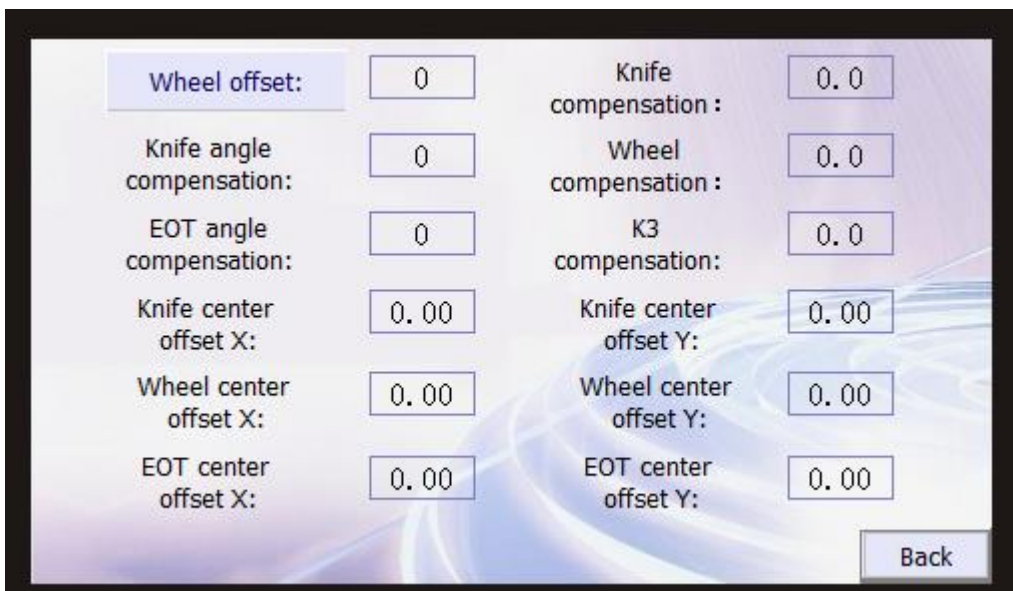 Wheel offset: 0 Knife compensation : 0.0
Knife angle compensation: 0 Wheel compensation : 0.0
EOT angle compensation: 0 K3 compensation: 0.0
Knife center offset X: 0.00 Knife center offset Y: 0.00
Wheel center offset X: 0.00 Wheel center offset Y: 0.00
EOT center offset X: 0.00 EOT center offset Y: 0.00
Back